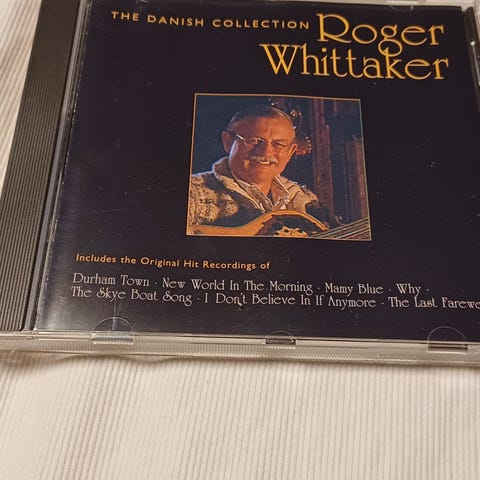 THE DANISH COLLECTION
Roger
Whittaker
Includes the Original Hit Recordings of
Durham Town · New World In The Morning · Mamy Blue · Why ·
The Skye Boat Song · I Don't Believe In If Anymore · The Last Farewe